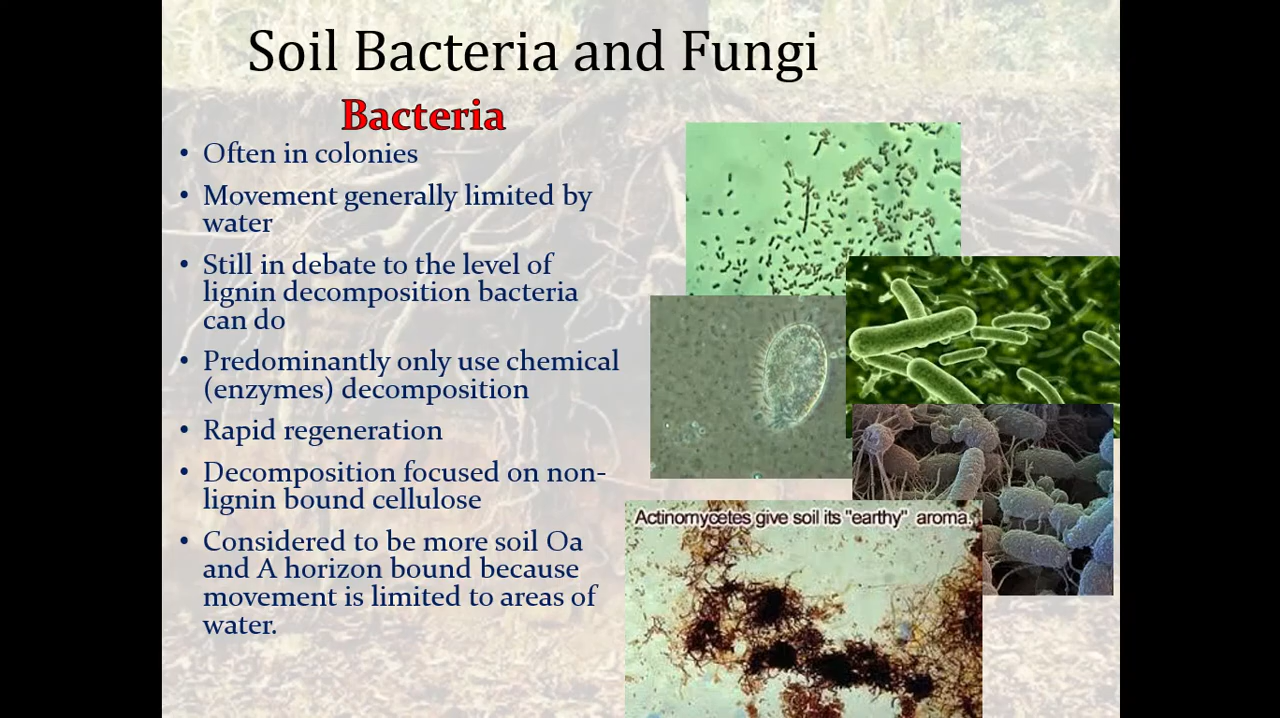 Soil Bacteria and Fungi
Bacteria
• Often in colonies
• Movement generally limited by
water
• Still in debate to the level of
lignin decomposition bacteria
can do
• Predominantly only use chemical
(enzymes) decomposition
• Rapid regeneration
• Decomposition focused on non-
lignin bound cellulose
• Considered to be more soil Oa
and A horizon bound because
movement is limited to areas of
water.
Actinomycetes give soil its "earthy" aroma.